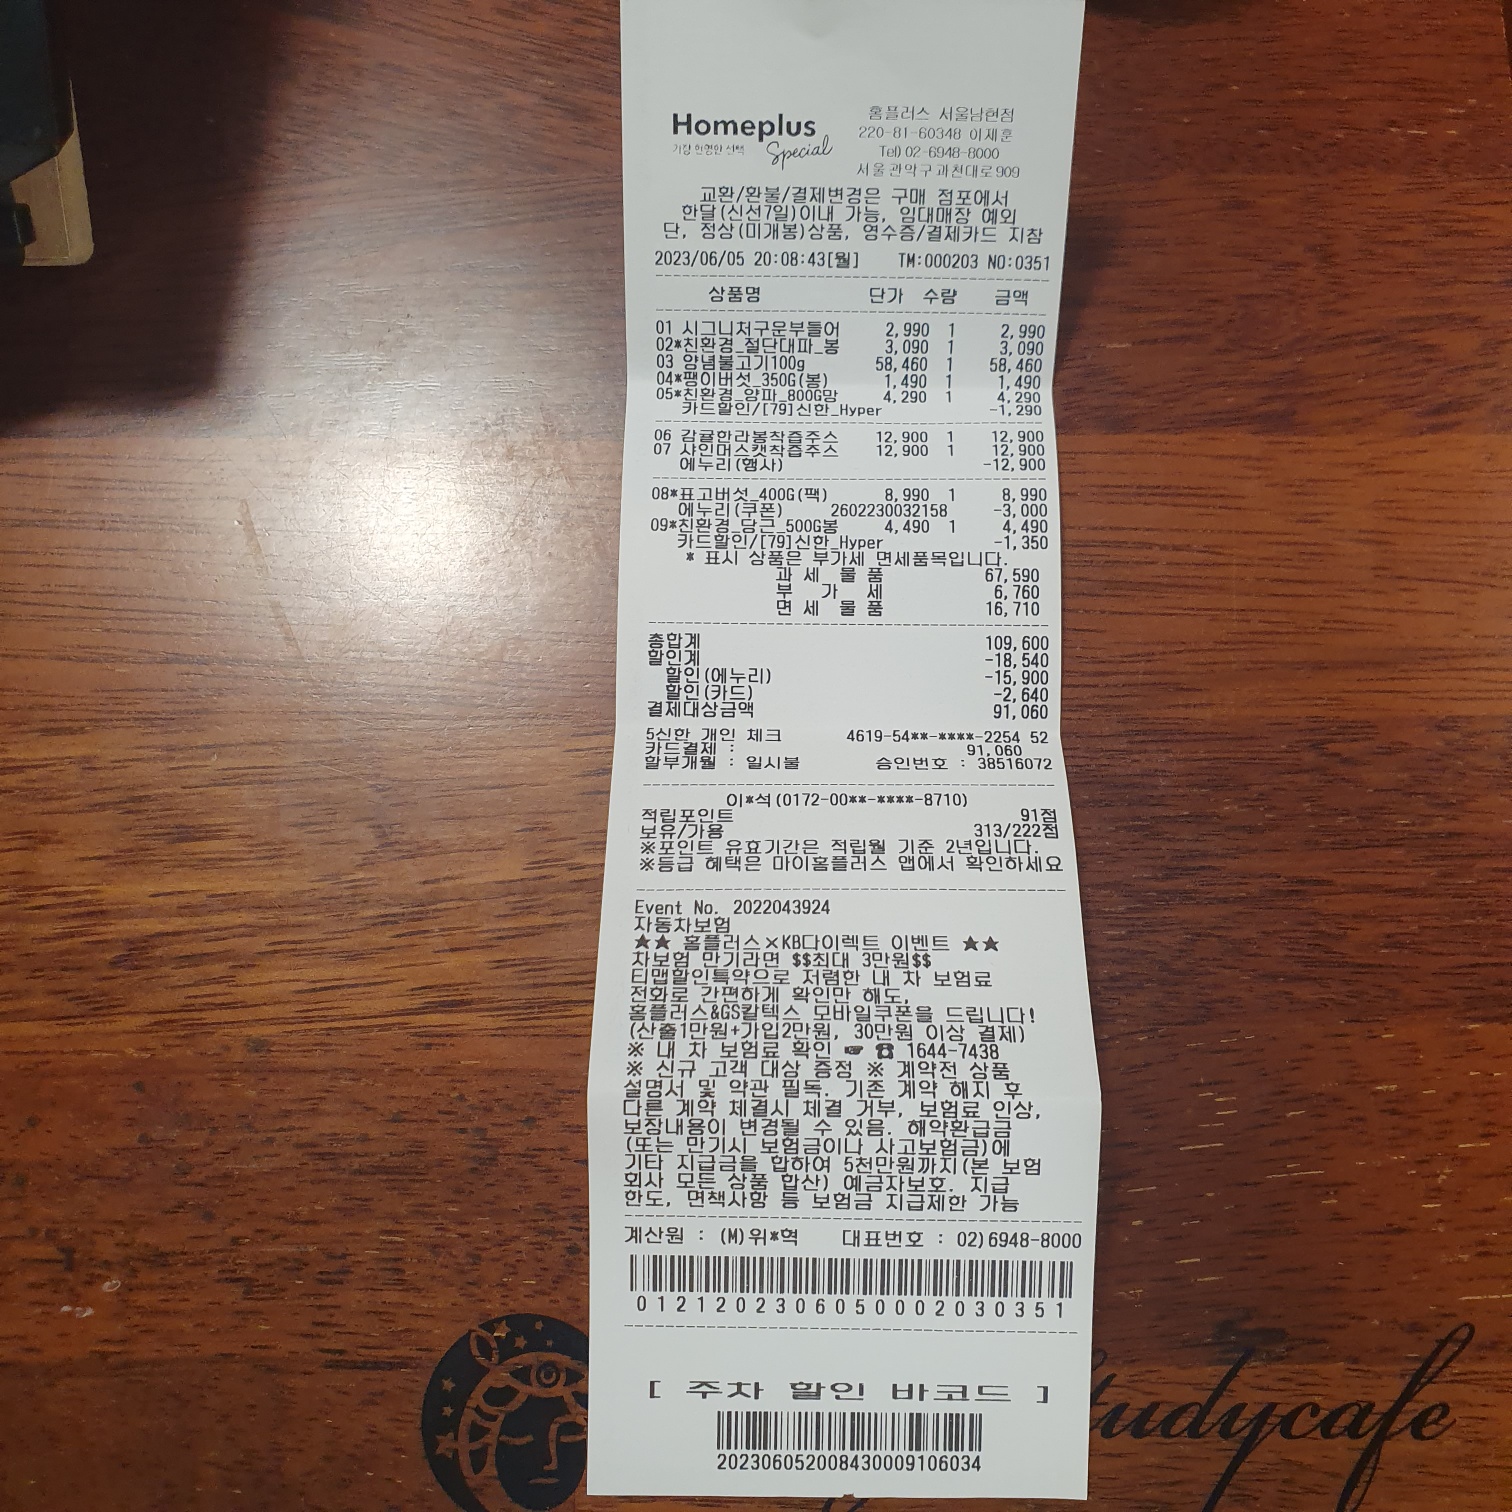 Homeplus
Special
홈플러스 서울남현점
220-81-60348 이제훈
Tel) 02-6948-8000
서울 관악구 과천대로 909
교환/환불/결제변경은 구매 점포에서
한달(신선7일)이내 가능, 임대매장 예외
단, 정상(미개봉)상품, 영수증/결제카드 지참
2023/06/05 20:08:43[월] TM:000203 NO:0351
상품명 단가 수량 금액
01 시그니처구운부들어 2,990 1 2,990
02*친환경_절단대파_봉 3,090 1 3,090
03 양념불고기100g 58,460 1 58,460
04*팽이버섯_350G(봉) 1,490 1 1,490
05*친환경_양파_800G망 4,290 1 4,290
카드할인/[79]신한_Hyper -1,290
06 감귤한라봉착즙주스 12,900 1 12,900
07 샤인머스캣착즙주스 12,900 1 12,900
에누리(행사) -12,900
08*표고버섯_400G(팩) 8,990 1 8,990
에누리(쿠폰) 2602230032158 -3,000
09*친환경_당근_500G봉 4,490 1 4,490
카드할인/[79]신한_Hyper -1,350
* 표시 상품은 부가세 면세품목입니다.
과 세 물 품 67,590
부 가 세 6,760
면 세 물 품 16,710
총합계 109,600
할인계 -18,540
할인(에누리) -15,900
할인(카드) -2,640
결제대상금액 91,060
5신한 개인 체크 4619-54**-****-2254 52
카드결제 : 91,060
할부개월 : 일시불 승인번호 : 38516072
이*석(0172-00**-****-8710)
적립포인트 91점
보유/가용 313/222점
※포인트 유효기간은 적립월 기준 2년입니다.
※등급 혜택은 마이홈플러스 앱에서 확인하세요
Event No. 2022043924
자동차보험
★★ 홈플러스×KB다이렉트 이벤트 ★★
차보험 만기라면 $$최대 3만원$$
티맵할인특약으로 저렴한 내 차 보험료
전화로 간편하게 확인만 해도,
홈플러스&GS칼텍스 모바일쿠폰을 드립니다!
(산출1만원+가입2만원, 30만원 이상 결제)
※ 내 차 보험료 확인 ☞ ☎ 1644-7438
※ 신규 고객 대상 증정 ※ 계약전 상품
설명서 및 약관 필독, 기존 계약 해지 후
다른 계약 체결시 체결 거부, 보험료 인상,
보장내용이 변경될 수 있음. 해약환급금
(또는 만기시 보험금이나 사고보험금)에
기타 지급금을 합하여 5천만원까지(본 보험
회사 모든 상품 합산) 예금자보호. 지급
한도, 면책사항 등 보험금 지급제한 가능
계산원 : (M)위*혁 대표번호 : 02)6948-8000
0121202306050002030351
[ 주차 할인 바코드 ]
2023060520084300091​06034
studycafe